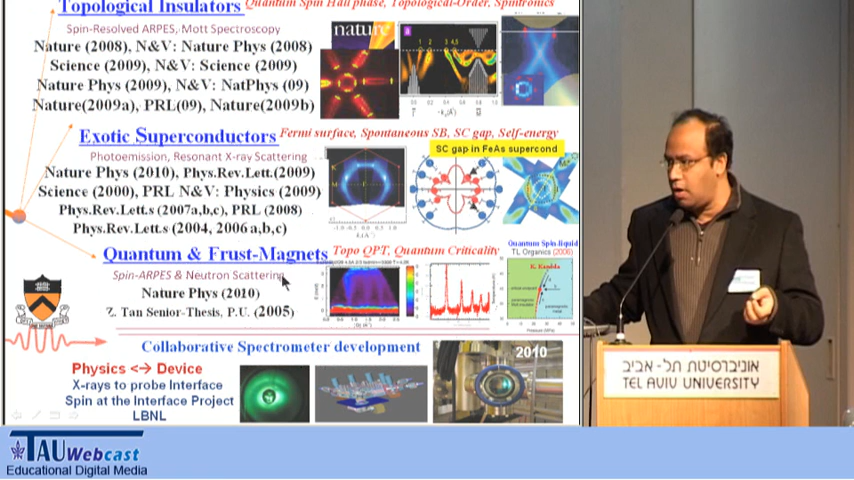 Topological Insulators Quantum Spin Hall phase, Topological-Order, Spintronics
Spin-Resolved ARPES, Mott Spectroscopy
Nature (2008), N&V: Nature Phys (2008)
Science (2009), N&V: Science (2009)
Nature Phys (2009), N&V: NatPhys (09)
Nature(2009a), PRL(09), Nature(2009b)
nature
Exotic Superconductors Fermi surface, Spontaneous SB, SC gap, Self-energy
SC gap in FeAs supercond
Photoemission, Resonant X-ray Scattering
Nature Phys (2010), Phys.Rev.Lett.(2009)
Science (2000), PRL N&V: Physics (2009)
Phys.Rev.Lett.s (2007a,b,c), PRL (2008)
Phys.Rev.Lett.s (2004, 2006a,b,c)
Quantum & Frust-Magnets Topo QPT, Quantum Criticality
Quantum Spin liquid
TL Organics (2006)
K. Kanoda
Spin-ARPES & Neutron Scattering
Nature Phys (2010)
Z. Tan Senior-Thesis, P.U. (2005)
Collaborative Spectrometer development
2010
Physics <-> Device
X-rays to probe Interface
Spin at the Interface Project
LBNL
אוניברסיטת תל-אביב
TEL AVIV UNIVERSITY
TAU Webcast
Educational Digital Media